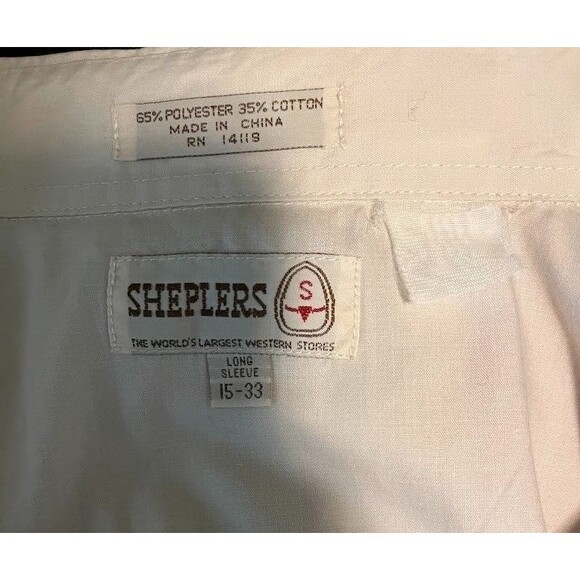 65% POLYESTER 35% COTTON
MADE IN CHINA
RN 14119
SHEPLERS
S
THE WORLD'S LARGEST WESTERN STORES
LONG
SLEEVE
15-33